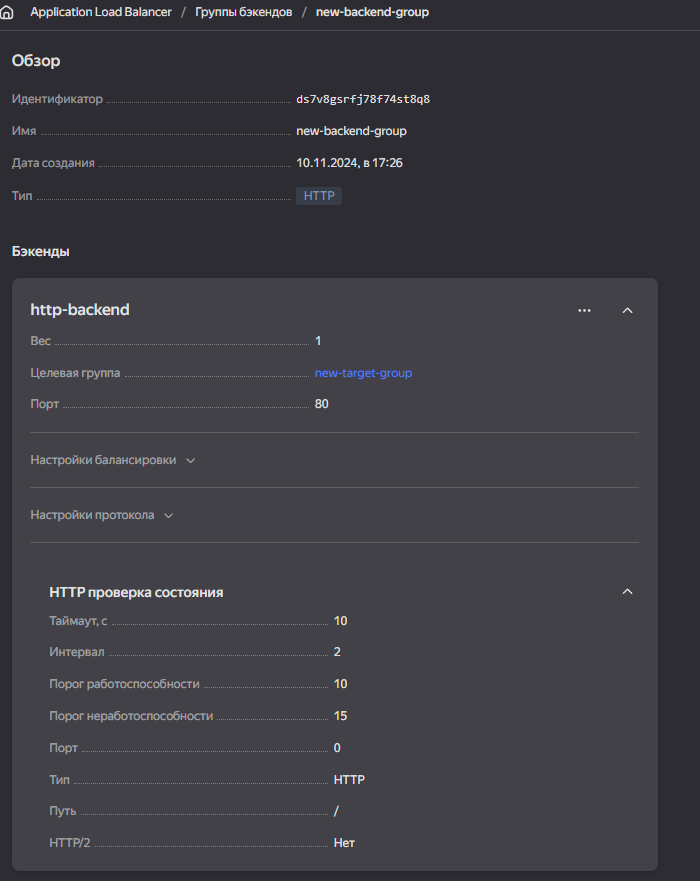 Application Load Balancer / Группы бэкендов / new-backend-group
Обзор
Идентификатор ds7v8gsrfj78f74st8q8
Имя new-backend-group
Дата создания 10.11.2024, в 17:26
Тип HTTP
Бэкенды
http-backend
Вес 1
Целевая группа new-target-group
Порт 80
Настройки балансировки
Настройки протокола
HTTP проверка состояния
Таймаут, с 10
Интервал 2
Порог работоспособности 10
Порог неработоспособности 15
Порт 0
Тип HTTP
Путь /
HTTP/2 Нет